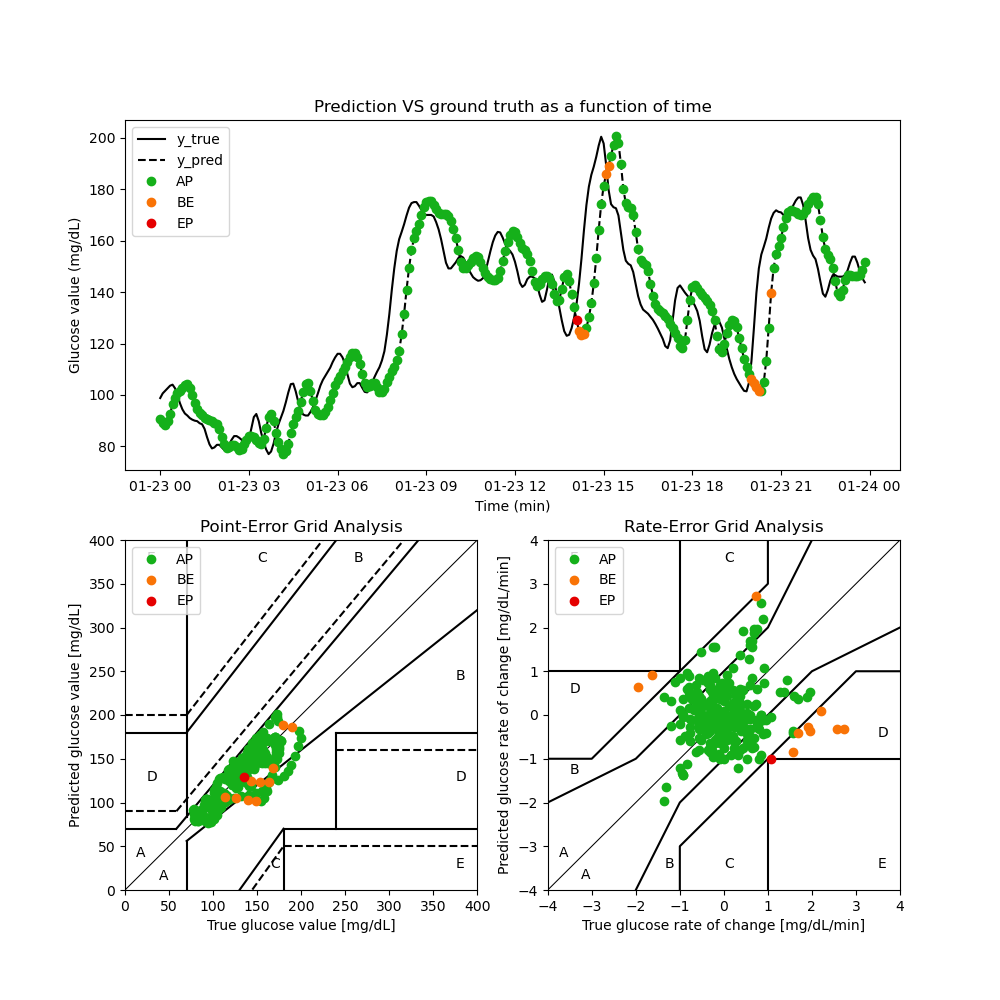 Prediction VS ground truth as a function of time
Glucose value (mg/dL)
200
180
160
140
120
100
80
y_true
y_pred
AP
BE
EP
01-23 00 01-23 03 01-23 06 01-23 09 01-23 12 01-23 15 01-23 18 01-23 21 01-24 00
Time (min)
Point-Error Grid Analysis
Predicted glucose value [mg/dL]
400
350
300
250
200
150
100
50
0
AP
BE
EP
C B
B
D D
A
A C E
0 50 100 150 200 250 300 350 400
True glucose value [mg/dL]
Rate-Error Grid Analysis
Predicted glucose rate of change [mg/dL/min]
4
3
2
1
0
−1
−2
−3
−4
AP
BE
EP
C
D
D
B
A
A B C E
−4 −3 −2 −1 0 1 2 3 4
True glucose rate of change [mg/dL/min]